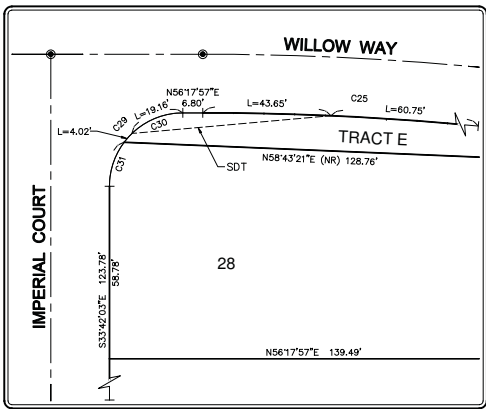 WILLOW WAY
N56°17'57"E
6.80'
L=43.65'
C25
L=60.75'
L=19.16'
C29
C30
L=4.02'
TRACT E
N58°43'21"E (NR) 128.76'
SDT
C31
IMPERIAL COURT
S33°42'03"E 123.78'
58.78'
28
N56°17'57"E 139.49'